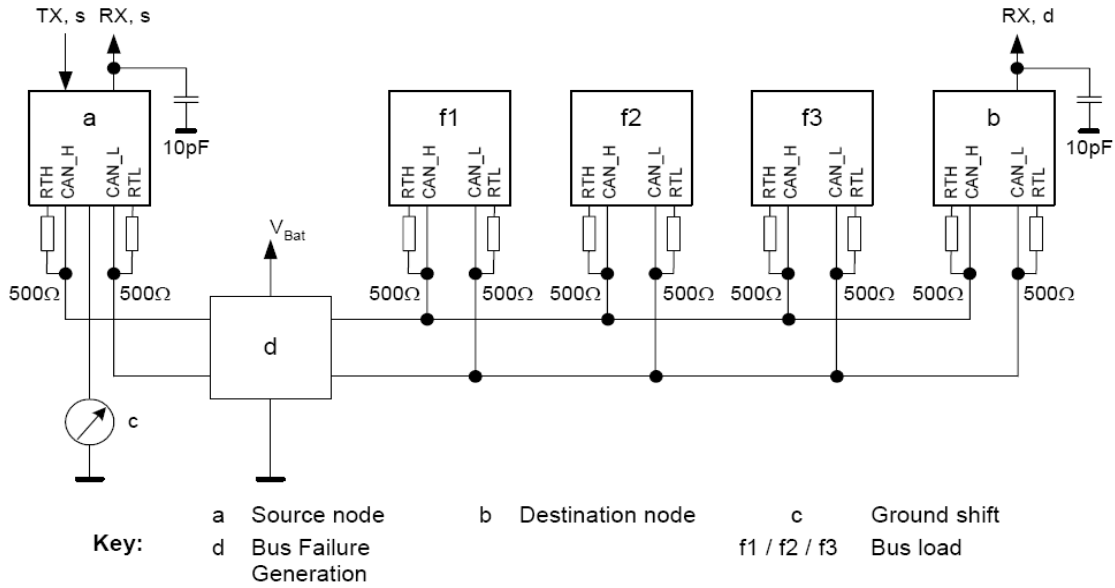 TX, s RX, s RX, d
a f1 f2 f3 b
10pF 10pF
RTH CAN_H CAN_L RTL RTH CAN_H CAN_L RTL RTH CAN_H CAN_L RTL RTH CAN_H CAN_L RTL RTH CAN_H CAN_L RTL
V_Bat
500Ω 500Ω 500Ω 500Ω 500Ω 500Ω 500Ω 500Ω 500Ω 500Ω
d
c
a Source node b Destination node c Ground shift
Key: d Bus Failure f1 / f2 / f3 Bus load
Generation